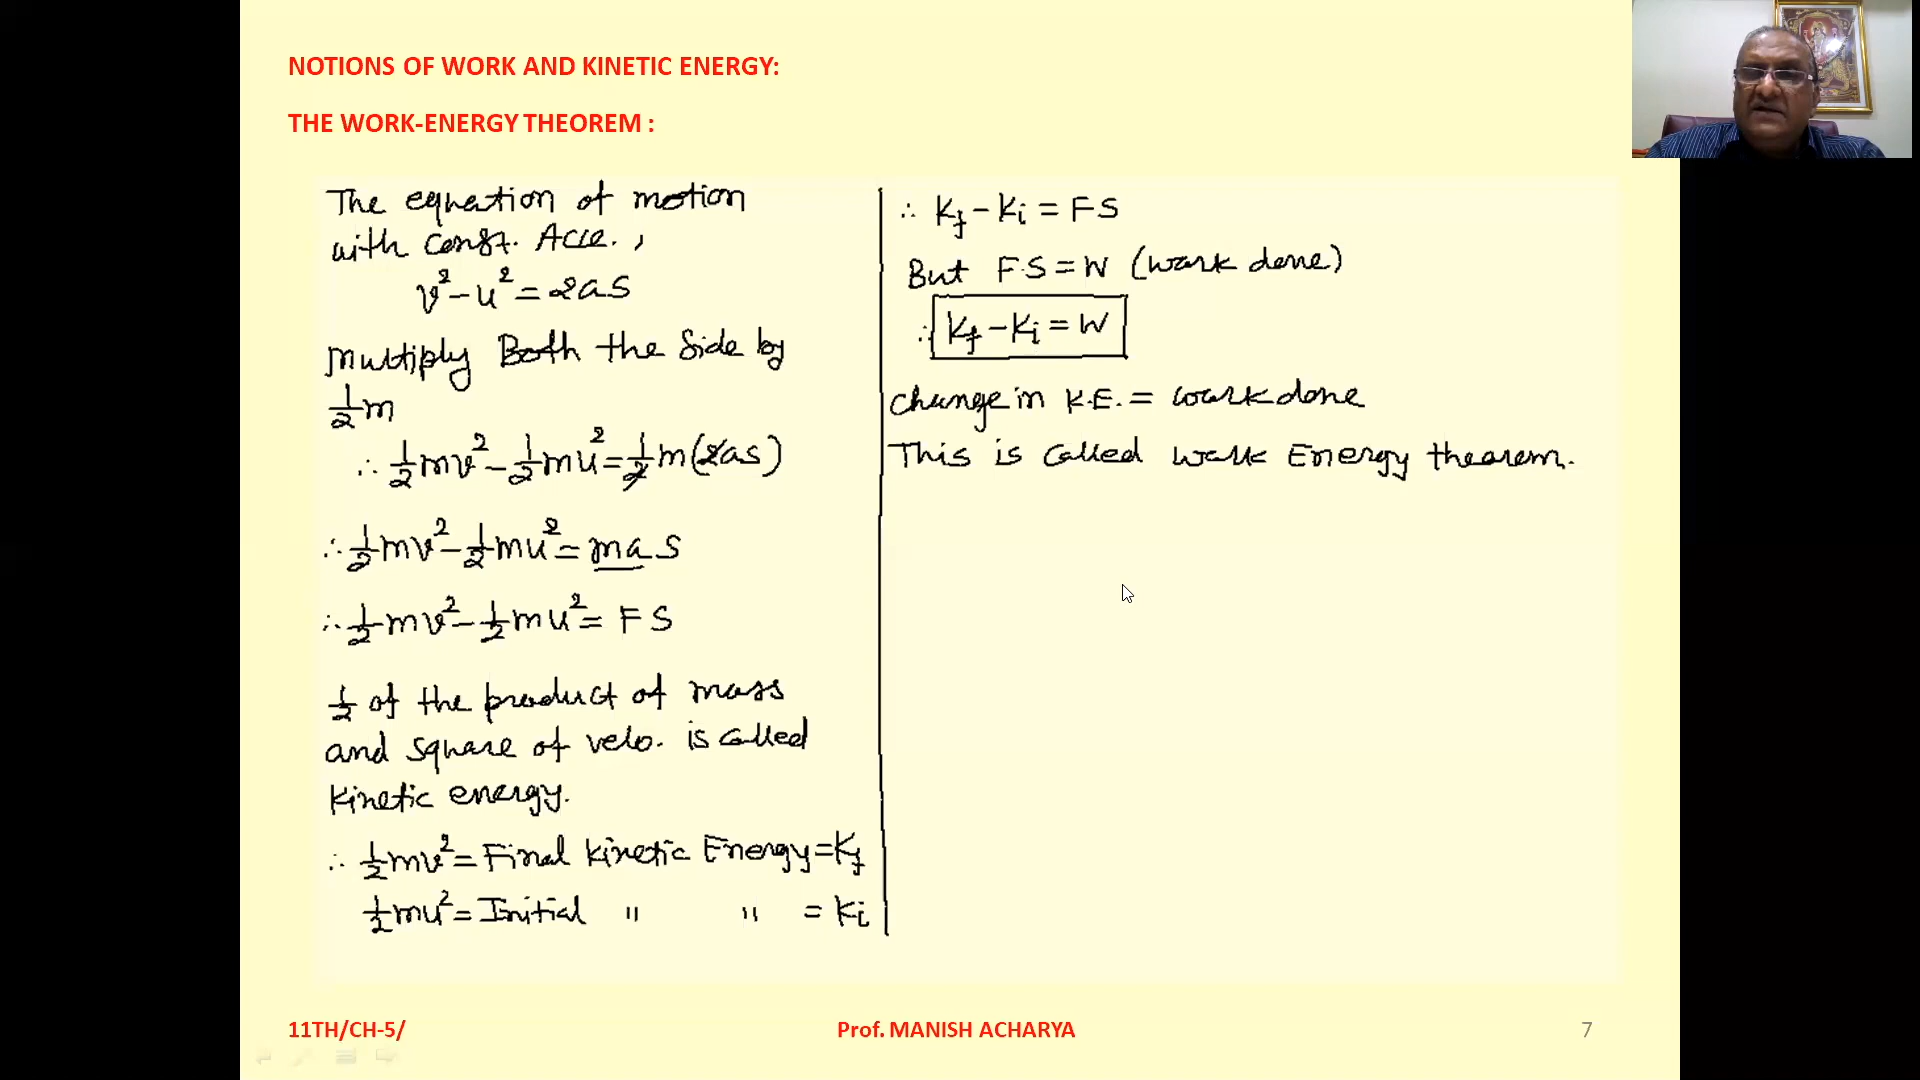 NOTIONS OF WORK AND KINETIC ENERGY:
THE WORK-ENERGY THEOREM :
The equation of motion
with Const. Acce. ,
v² - u² = 2as
Multiply Both the Side by
½m
∴ ½mv² - ½mu² = ½m(2as)
∴ ½mv² - ½mu² = mas
∴ ½mv² - ½mu² = FS
½ of the product of mass
and square of velo. is called
kinetic energy.
∴ ½mv² = Final kinetic Energy = Kf
½mu² = Initial " " = Ki
∴ Kf - Ki = FS
But F·S = W (work done)
∴ Kf - Ki = W
Change in K.E. = work done
This is called work Energy theorem.
11TH/CH-5/
Prof. MANISH ACHARYA
7